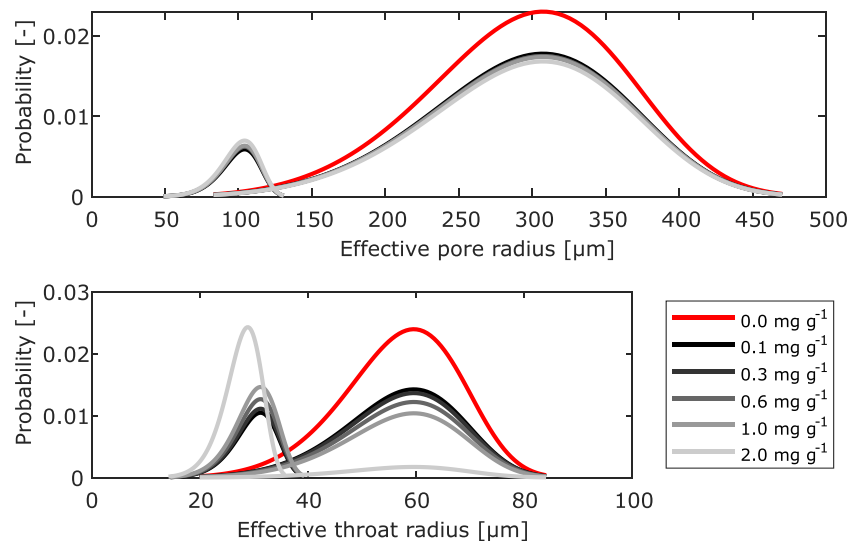 Probability [-]
0.02
0.01
0
0 50 100 150 200 250 300 350 400 450 500
Effective pore radius [µm]
Probability [-]
0.03
0.02
0.01
0
0 20 40 60 80 100
Effective throat radius [µm]
0.0 mg g⁻¹
0.1 mg g⁻¹
0.3 mg g⁻¹
0.6 mg g⁻¹
1.0 mg g⁻¹
2.0 mg g⁻¹